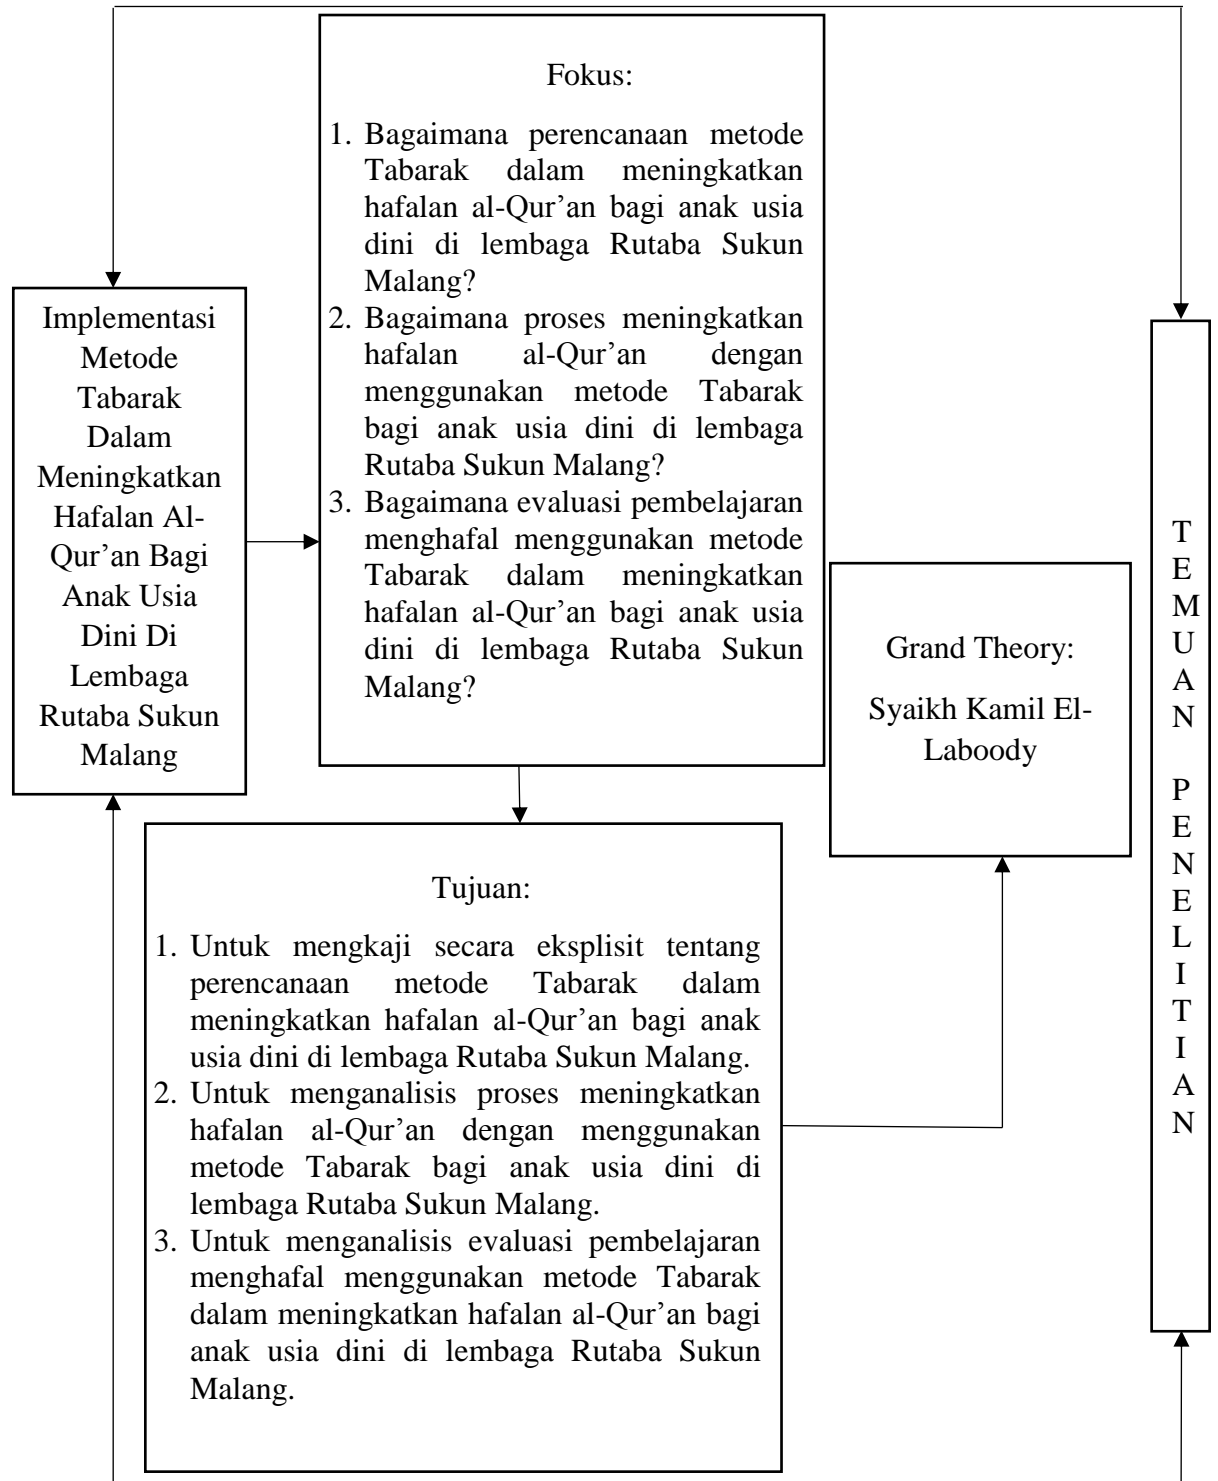 Implementasi
Metode
Tabarak
Dalam
Meningkatkan
Hafalan Al-
Qur’an Bagi
Anak Usia
Dini Di
Lembaga
Rutaba Sukun
Malang
Fokus:
1. Bagaimana perencanaan metode
Tabarak dalam meningkatkan
hafalan al-Qur’an bagi anak usia
dini di lembaga Rutaba Sukun
Malang?
2. Bagaimana proses meningkatkan
hafalan al-Qur’an dengan
menggunakan metode Tabarak
bagi anak usia dini di lembaga
Rutaba Sukun Malang?
3. Bagaimana evaluasi pembelajaran
menghafal menggunakan metode
Tabarak dalam meningkatkan
hafalan al-Qur’an bagi anak usia
dini di lembaga Rutaba Sukun
Malang?
Tujuan:
1. Untuk mengkaji secara eksplisit tentang
perencanaan metode Tabarak dalam
meningkatkan hafalan al-Qur’an bagi anak
usia dini di lembaga Rutaba Sukun Malang.
2. Untuk menganalisis proses meningkatkan
hafalan al-Qur’an dengan menggunakan
metode Tabarak bagi anak usia dini di
lembaga Rutaba Sukun Malang.
3. Untuk menganalisis evaluasi pembelajaran
menghafal menggunakan metode Tabarak
dalam meningkatkan hafalan al-Qur’an bagi
anak usia dini di lembaga Rutaba Sukun
Malang.
Grand Theory:
Syaikh Kamil El-
Laboody
T
E
M
U
A
N
P
E
N
E
L
I
T
I
A
N